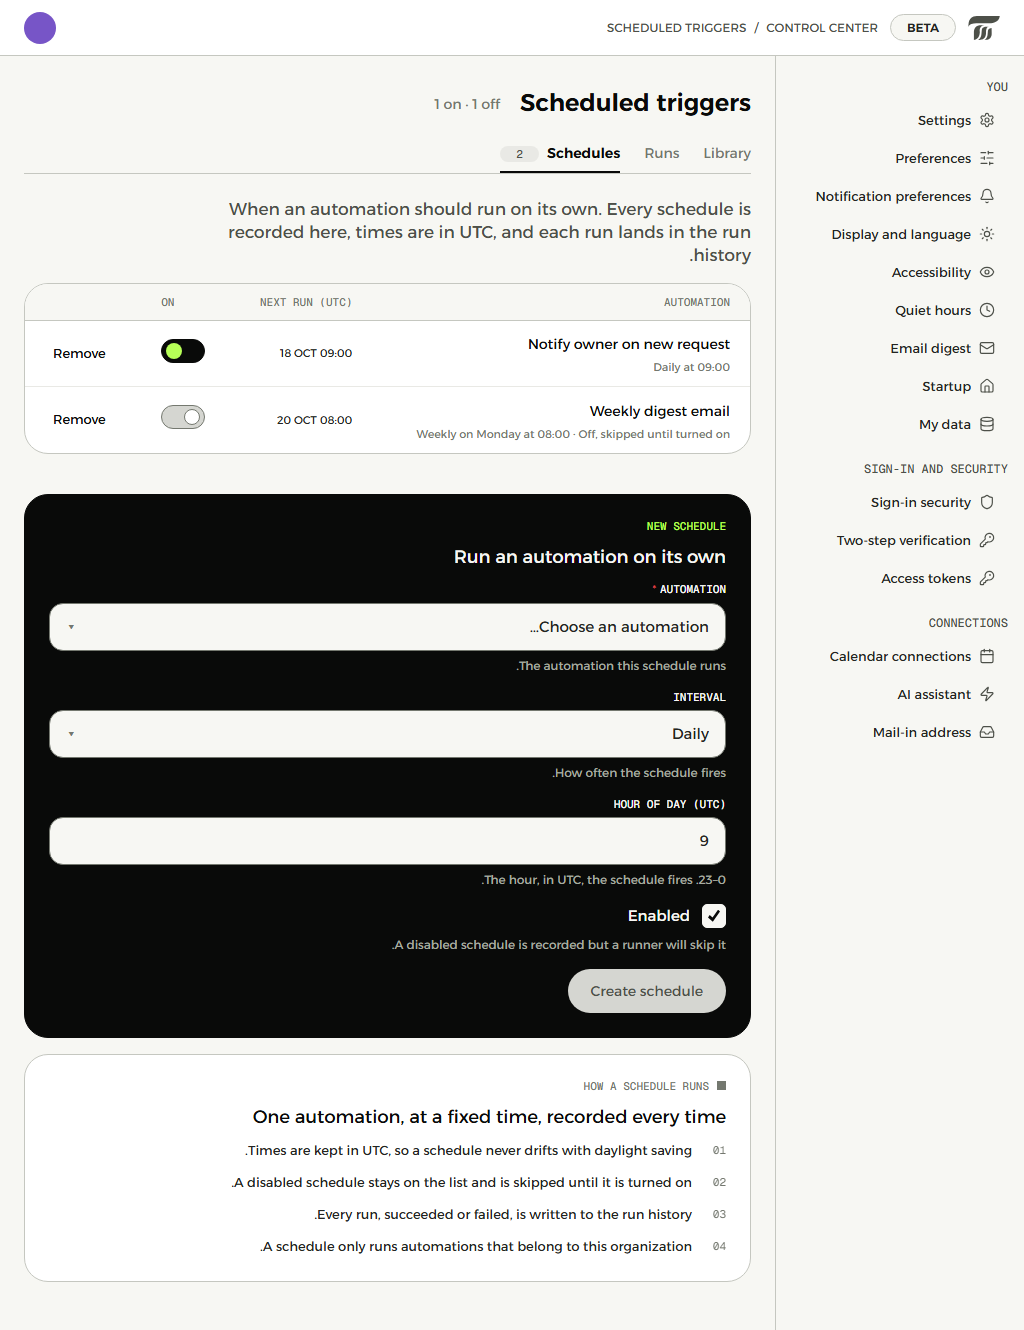 BETA
CONTROL CENTER / SCHEDULED TRIGGERS
YOU
Settings
Preferences
Notification preferences
Display and language
Accessibility
Quiet hours
Email digest
Startup
My data
SIGN-IN AND SECURITY
Sign-in security
Two-step verification
Access tokens
CONNECTIONS
Calendar connections
AI assistant
Mail-in address
Scheduled triggers
1 on · 1 off
Library
Runs
Schedules 2
When an automation should run on its own. Every schedule is
recorded here, times are in UTC, and each run lands in the run
.history
AUTOMATION
NEXT RUN (UTC)
ON
Notify owner on new request
Daily at 09:00
18 OCT 09:00
Remove
Weekly digest email
Weekly on Monday at 08:00 · Off, skipped until turned on
20 OCT 08:00
Remove
NEW SCHEDULE
Run an automation on its own
* AUTOMATION
...Choose an automation
.The automation this schedule runs
INTERVAL
Daily
.How often the schedule fires
HOUR OF DAY (UTC)
9
.The hour, in UTC, the schedule fires .23–0
Enabled
.A disabled schedule is recorded but a runner will skip it
Create schedule
HOW A SCHEDULE RUNS
One automation, at a fixed time, recorded every time
01 .Times are kept in UTC, so a schedule never drifts with daylight saving
02 .A disabled schedule stays on the list and is skipped until it is turned on
03 .Every run, succeeded or failed, is written to the run history
04 .A schedule only runs automations that belong to this organization